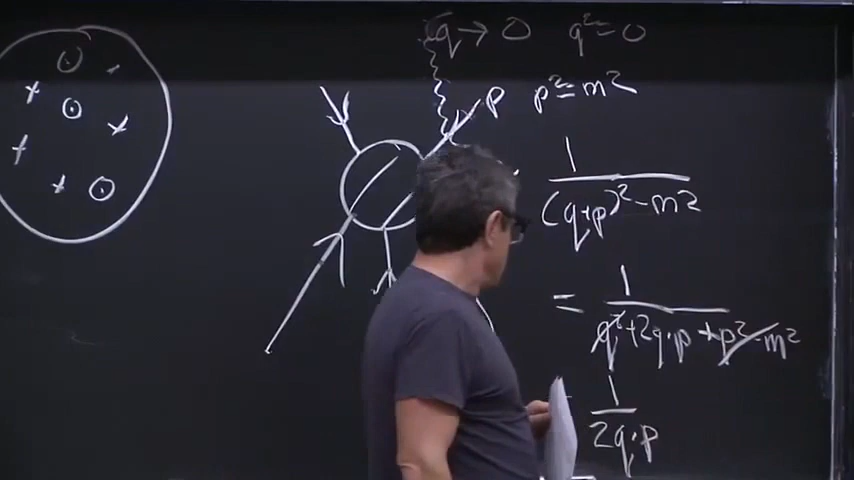 q → 0 q² = 0
p p² = m²
1
(q+p)² - m²
= 1
q² + 2q·p + p² - m²
1
2q·p